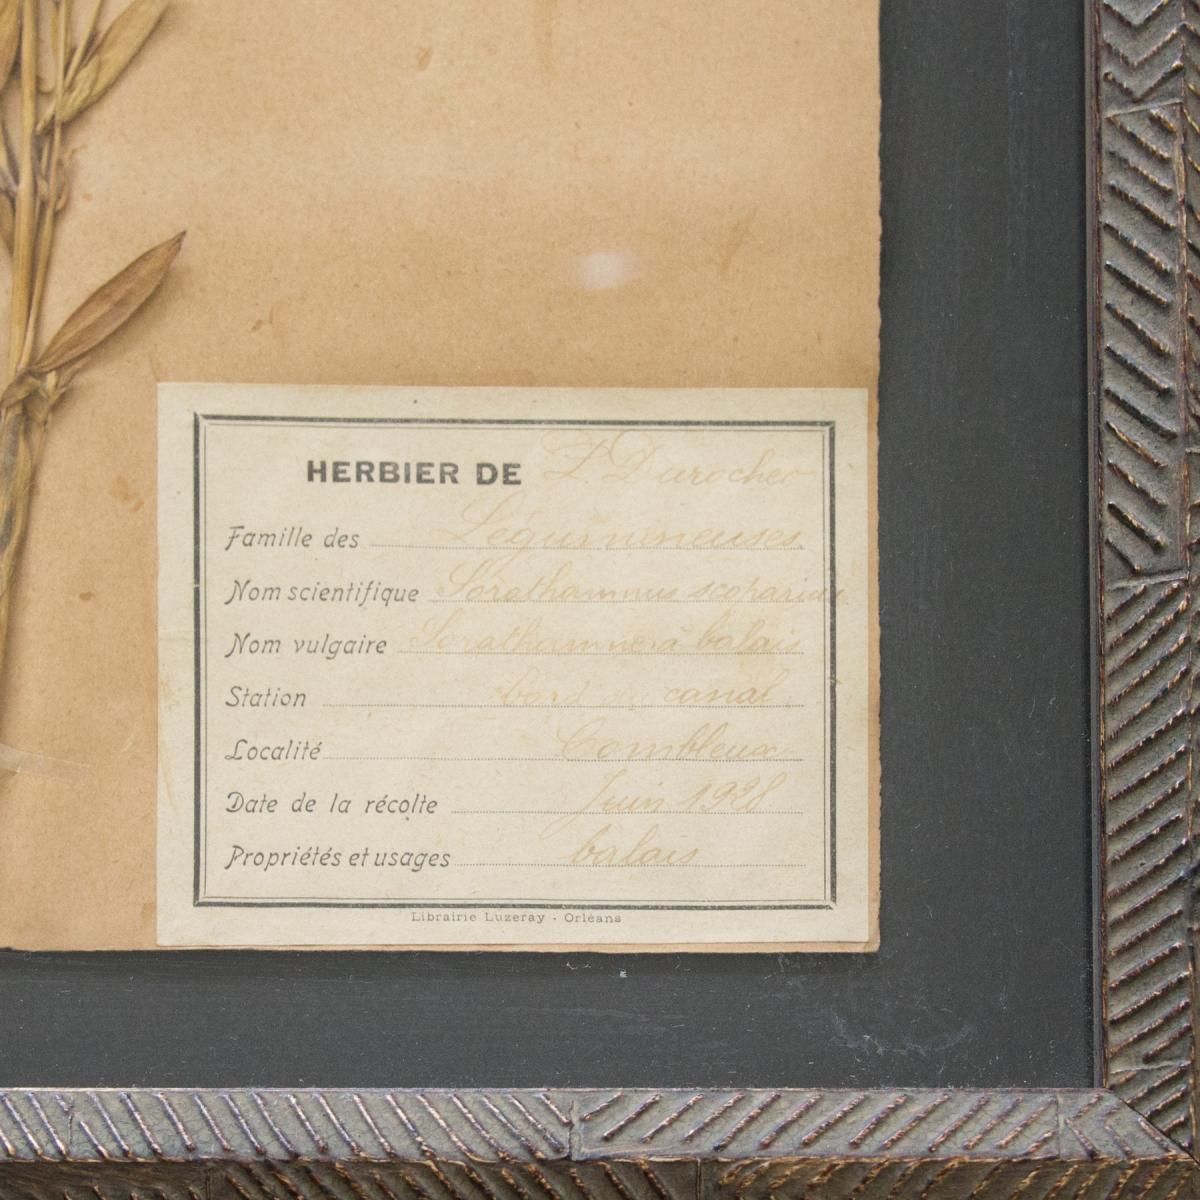 HERBIER DE F. Durocher
Famille des Légumineuses
Nom scientifique Sarothamnus scoparius
Nom vulgaire Sarothamne à balais
Station bord du canal.
Localité Combleux
Date de la récolte Juin 1928
Propriétés et usages balais
Librairie Luzeray - Orléans